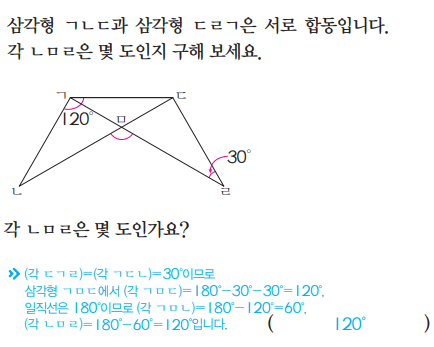 삼각형 ㄱㄴㄷ과 삼각형 ㄷㄹㄱ은 서로 합동입니다.
각 ㄴㅁㄹ은 몇 도인지 구해 보세요.
ㄱ ㄷ
120° ㅁ
30°
ㄴ ㄹ
각 ㄴㅁㄹ은 몇 도인가요?
≫ (각 ㄷㄱㄹ)=(각 ㄱㄷㄴ)=30°이므로
삼각형 ㄱㅁㄷ에서 (각 ㄱㅁㄷ)=180°-30°-30°=120°,
일직선은 180°이므로 (각 ㄱㅁㄴ)=180°-120°=60°,
(각 ㄴㅁㄹ)=180°-60°=120°입니다. ( 120° )